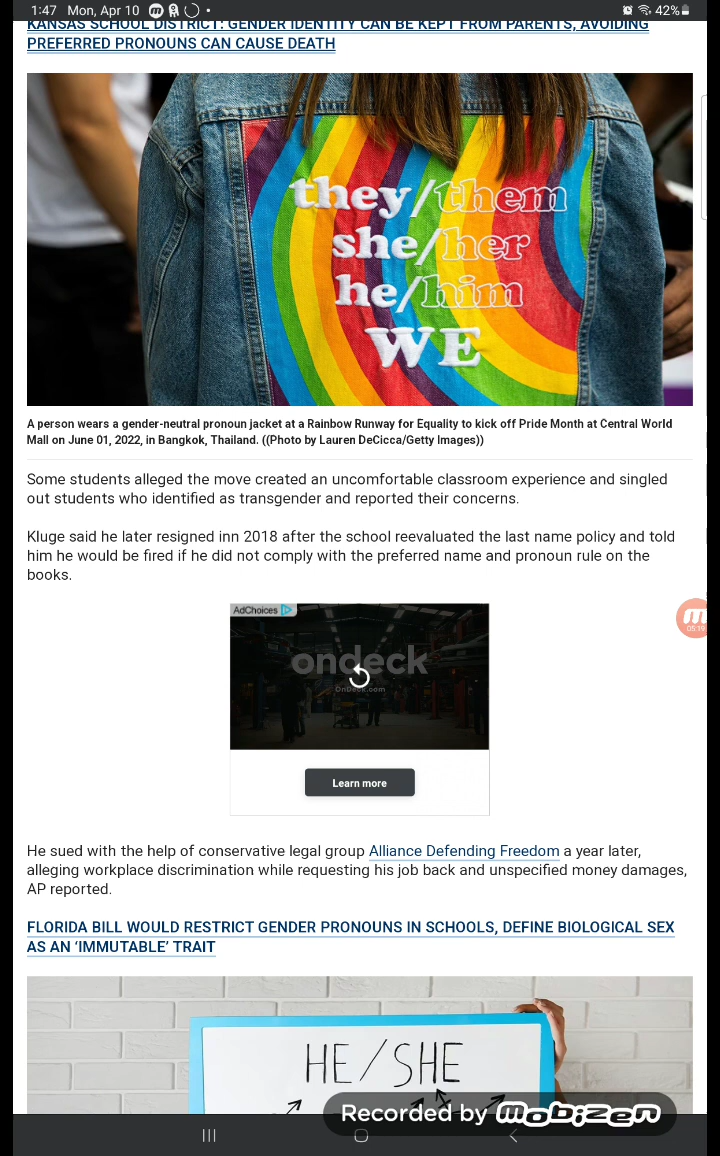 1:47 Mon, Apr 10
42%
KANSAS SCHOOL DISTRICT: GENDER IDENTITY CAN BE KEPT FROM PARENTS, AVOIDING
PREFERRED PRONOUNS CAN CAUSE DEATH
they/them
she/her
he/him
WE
A person wears a gender-neutral pronoun jacket at a Rainbow Runway for Equality to kick off Pride Month at Central World
Mall on June 01, 2022, in Bangkok, Thailand. ((Photo by Lauren DeCicca/Getty Images))
Some students alleged the move created an uncomfortable classroom experience and singled
out students who identified as transgender and reported their concerns.
Kluge said he later resigned inn 2018 after the school reevaluated the last name policy and told
him he would be fired if he did not comply with the preferred name and pronoun rule on the
books.
AdChoices
ondeck
OnDeck.com
m
05:19
Learn more
He sued with the help of conservative legal group Alliance Defending Freedom a year later,
alleging workplace discrimination while requesting his job back and unspecified money damages,
AP reported.
FLORIDA BILL WOULD RESTRICT GENDER PRONOUNS IN SCHOOLS, DEFINE BIOLOGICAL SEX
AS AN ‘IMMUTABLE’ TRAIT
HE/SHE
Recorded by mobizen